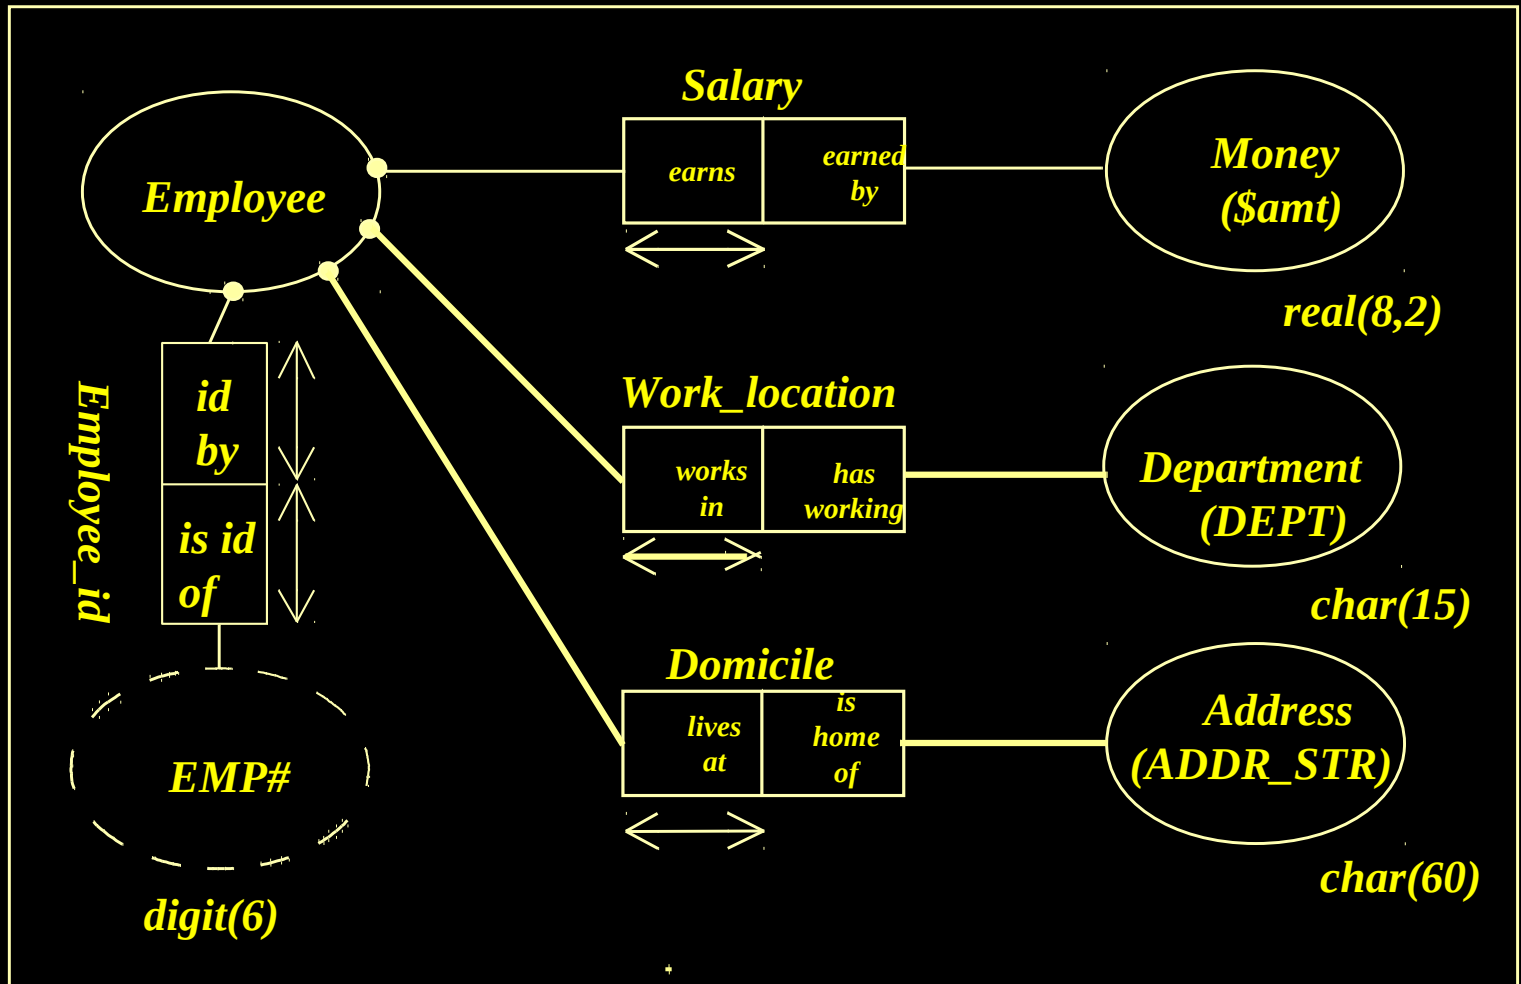 Salary
Employee
earns
earned
by
Money
($amt)
real(8,2)
Employee_id
id
by
is id
of
Work_location
works
in
has
working
Department
(DEPT)
char(15)
Domicile
lives
at
is
home
of
Address
(ADDR_STR)
char(60)
EMP#
digit(6)